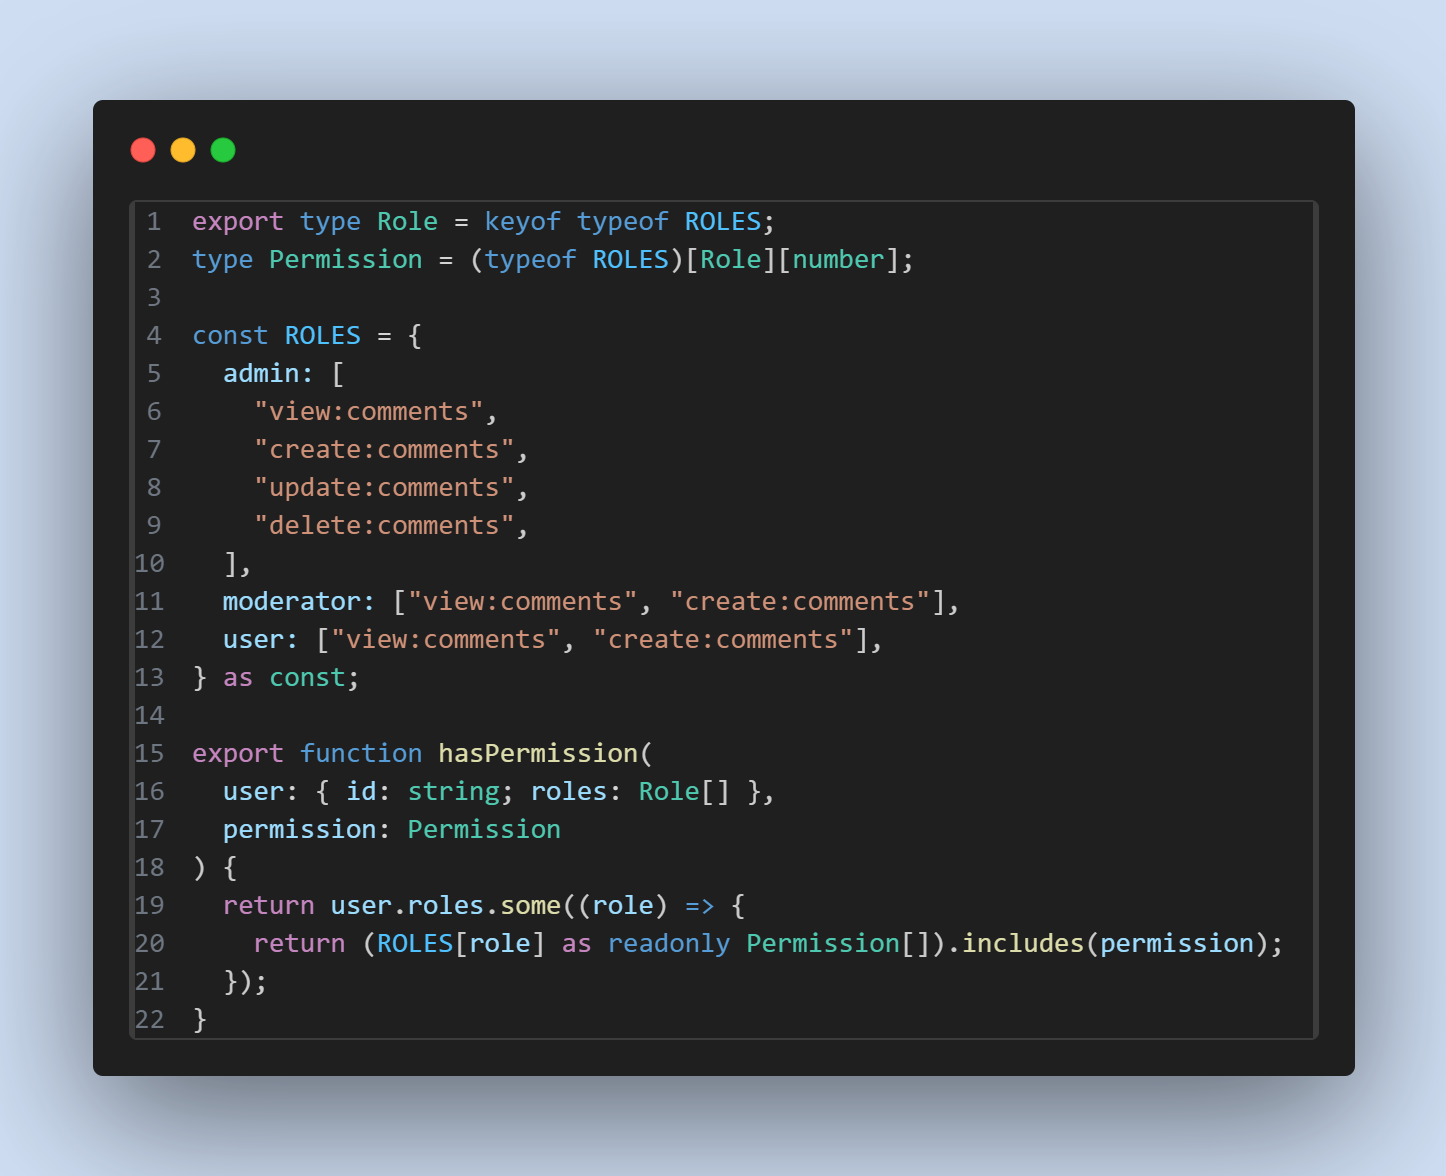 1 export type Role = keyof typeof ROLES;
2 type Permission = (typeof ROLES)[Role][number];
3
4 const ROLES = {
5   admin: [
6     "view:comments",
7     "create:comments",
8     "update:comments",
9     "delete:comments",
10   ],
11   moderator: ["view:comments", "create:comments"],
12   user: ["view:comments", "create:comments"],
13 } as const;
14
15 export function hasPermission(
16   user: { id: string; roles: Role[] },
17   permission: Permission
18 ) {
19   return user.roles.some((role) => {
20     return (ROLES[role] as readonly Permission[]).includes(permission);
21   });
22 }